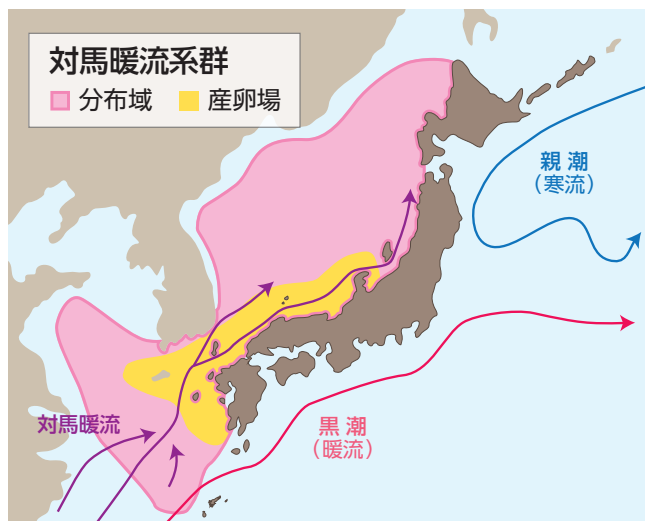 対馬暖流系群
分布域 産卵場
親潮
(寒流)
対馬暖流
黒潮
(暖流)